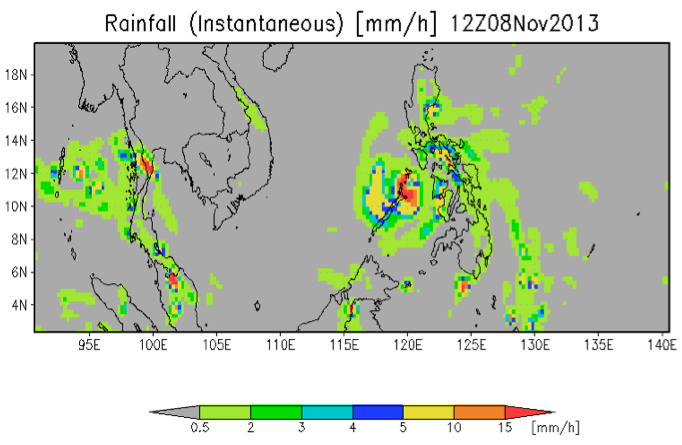 Rainfall (Instantaneous) [mm/h] 12Z08Nov2013
18N
16N
14N
12N
10N
8N
6N
4N
95E 100E 105E 110E 115E 120E 125E 130E 135E 140E
0.5 2 3 4 5 10 15 [mm/h]